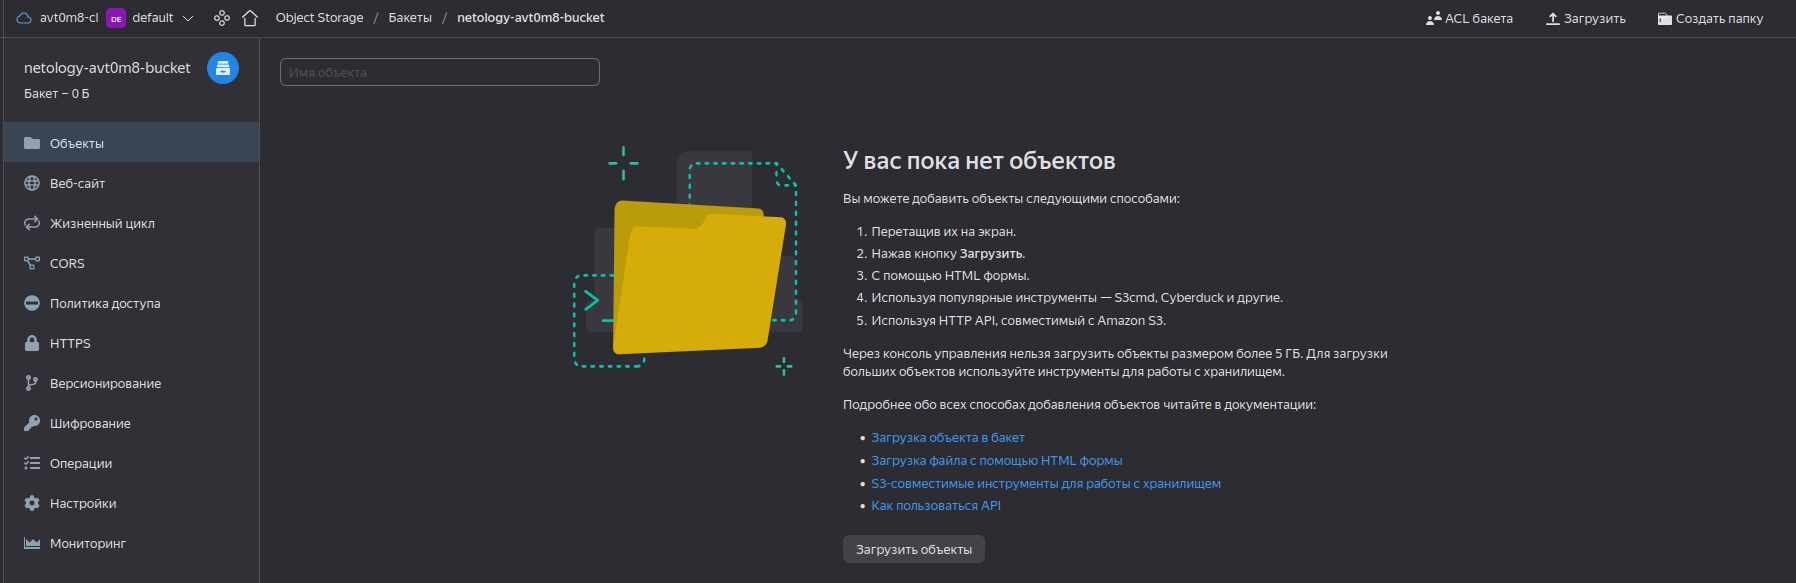 avt0m8-cl DE default Object Storage / Бакеты / netology-avt0m8-bucket ACL бакета Загрузить Создать папку
netology-avt0m8-bucket
Бакет – 0 Б
Объекты
Веб-сайт
Жизненный цикл
CORS
Политика доступа
HTTPS
Версионирование
Шифрование
Операции
Настройки
Мониторинг
Имя объекта
У вас пока нет объектов
Вы можете добавить объекты следующими способами:
1. Перетащив их на экран.
2. Нажав кнопку Загрузить.
3. С помощью HTML формы.
4. Используя популярные инструменты — S3cmd, Cyberduck и другие.
5. Используя HTTP API, совместимый с Amazon S3.
Через консоль управления нельзя загрузить объекты размером более 5 ГБ. Для загрузки
больших объектов используйте инструменты для работы с хранилищем.
Подробнее обо всех способах добавления объектов читайте в документации:
• Загрузка объекта в бакет
• Загрузка файла с помощью HTML формы
• S3-совместимые инструменты для работы с хранилищем
• Как пользоваться API
Загрузить объекты